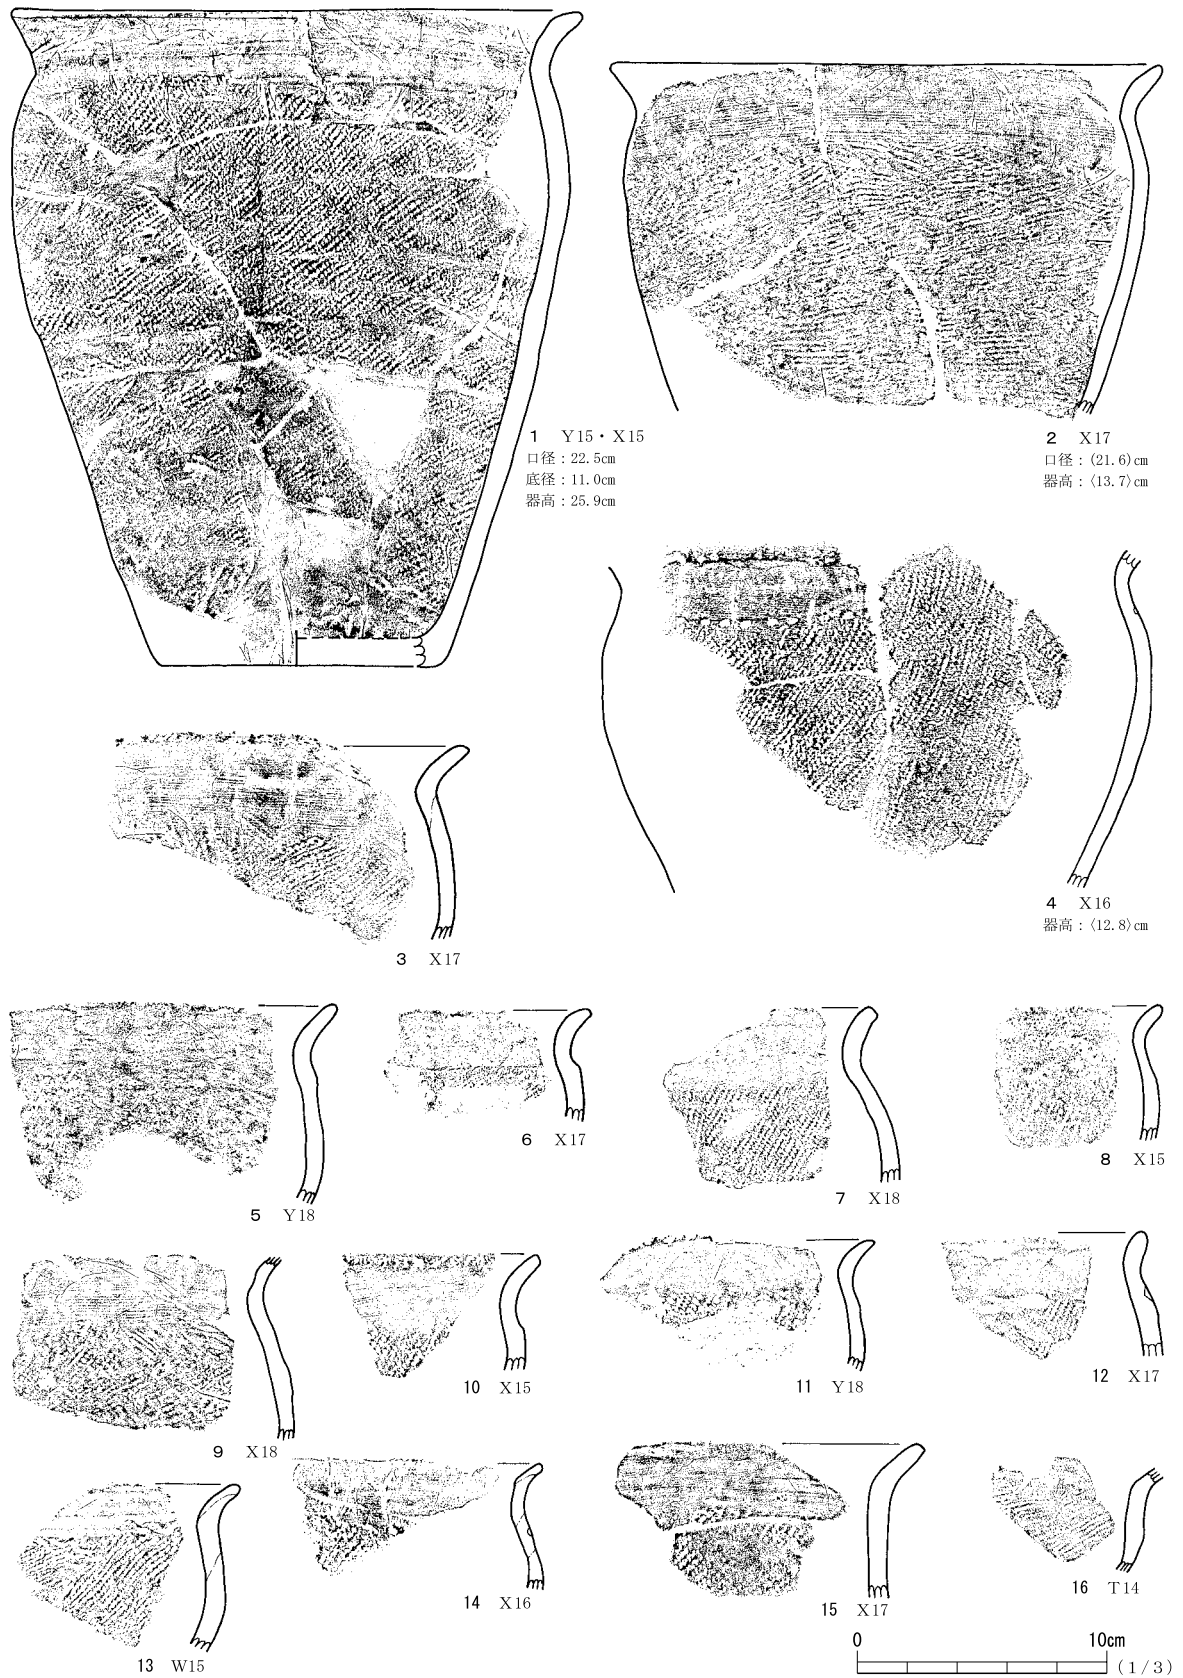 1 Y15・X15
口径：22.5cm
底径：11.0cm
器高：25.9cm
2 X17
口径：(21.6)cm
器高：〈13.7〉cm
3 X17
4 X16
器高：〈12.8〉cm
5 Y18
6 X17
7 X18
8 X15
9 X18
10 X15
11 Y18
12 X17
13 W15
14 X16
15 X17
16 T14
0 10cm
(1/3)